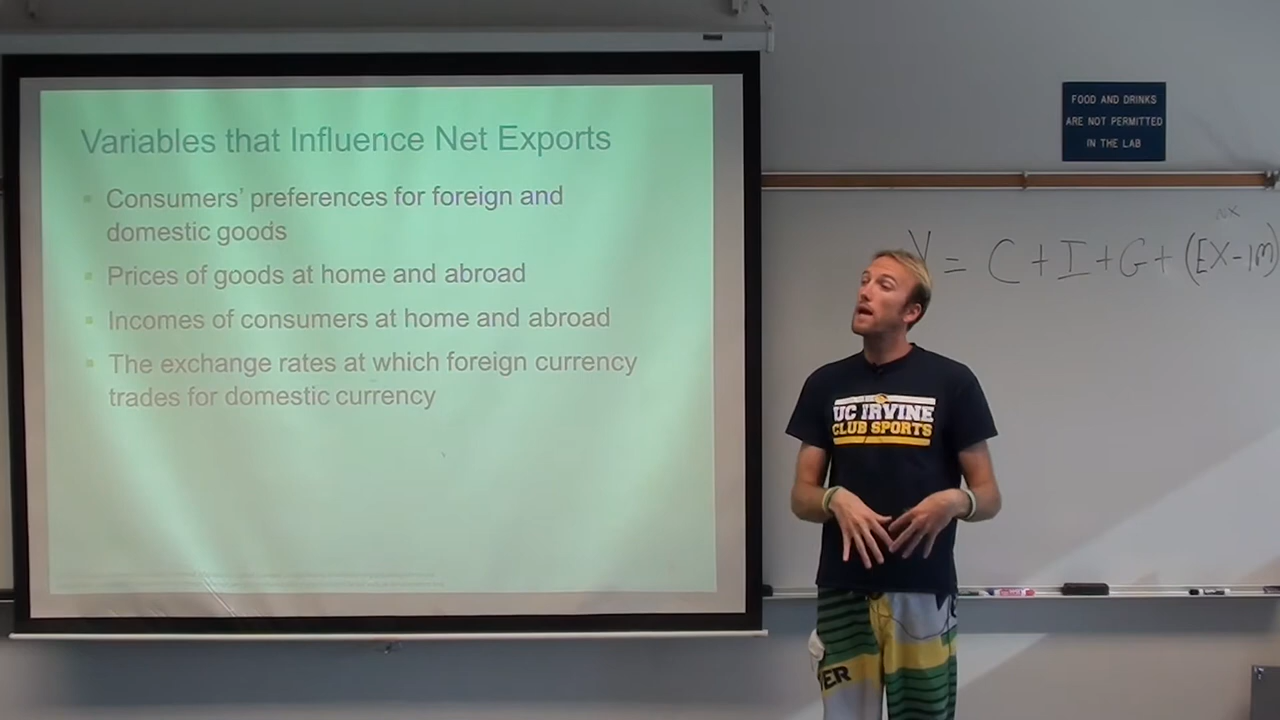 Variables that Influence Net Exports
Consumers' preferences for foreign and
domestic goods
Prices of goods at home and abroad
Incomes of consumers at home and abroad
The exchange rates at which foreign currency
trades for domestic currency
FOOD AND DRINKS
ARE NOT PERMITTED
IN THE LAB
NX
Y = C + I + G + (EX - IM)
UC IRVINE
CLUB SPORTS